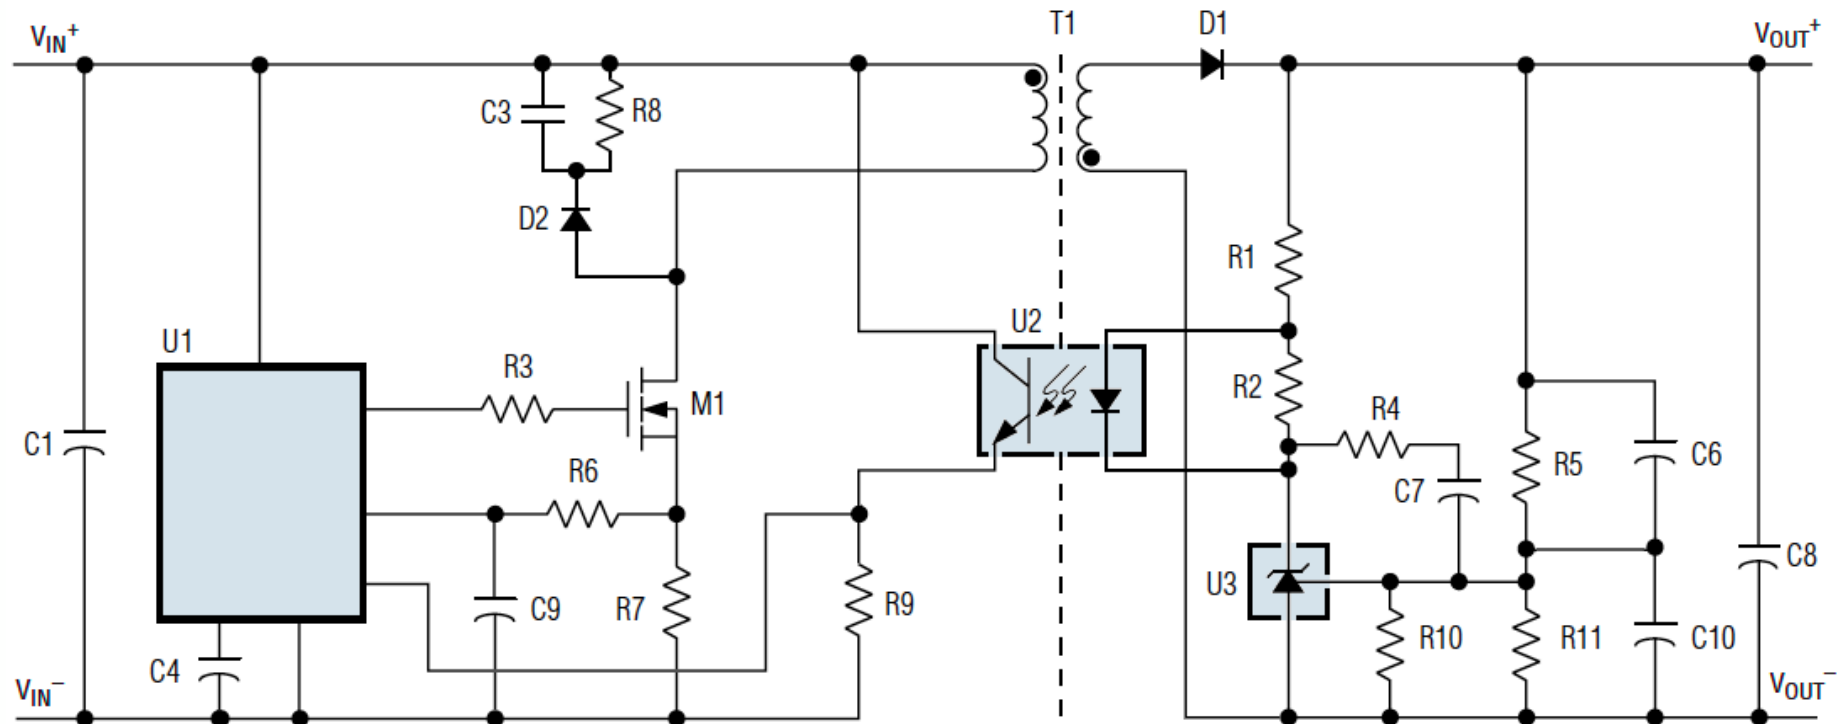 T1
D1
VIN+
VOUT+
C3
R8
D2
R1
U2
U1
R3
M1
R2
R4
C1
R6
C7
R5
C6
C8
U3
C9
R7
R9
R10
R11
C10
C4
VIN−
VOUT−